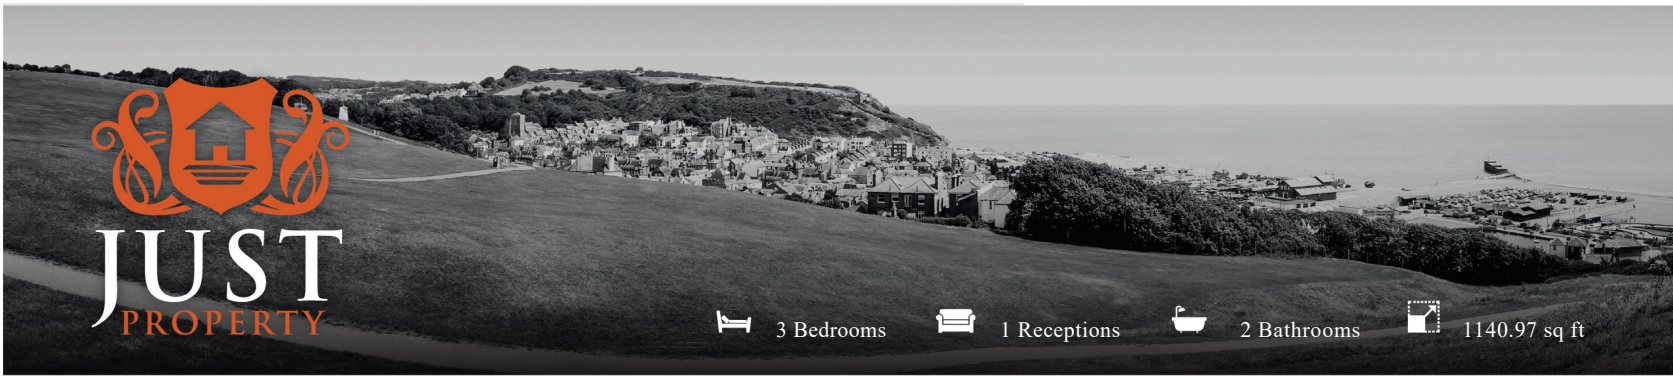 JUST
PROPERTY
3 Bedrooms
1 Receptions
2 Bathrooms
1140.97 sq ft